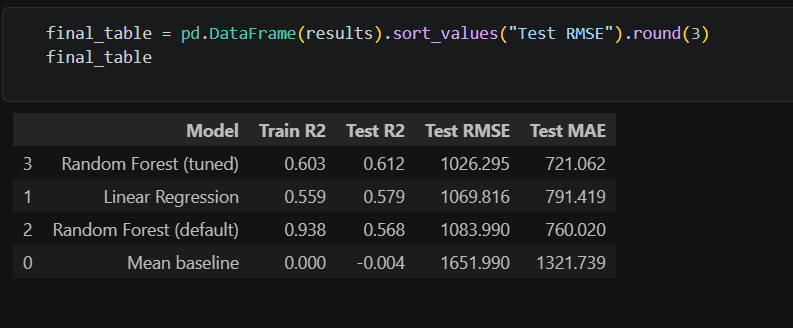 final_table = pd.DataFrame(results).sort_values("Test RMSE").round(3)
final_table
Model Train R2 Test R2 Test RMSE Test MAE
3 Random Forest (tuned) 0.603 0.612 1026.295 721.062
1 Linear Regression 0.559 0.579 1069.816 791.419
2 Random Forest (default) 0.938 0.568 1083.990 760.020
0 Mean baseline 0.000 -0.004 1651.990 1321.739